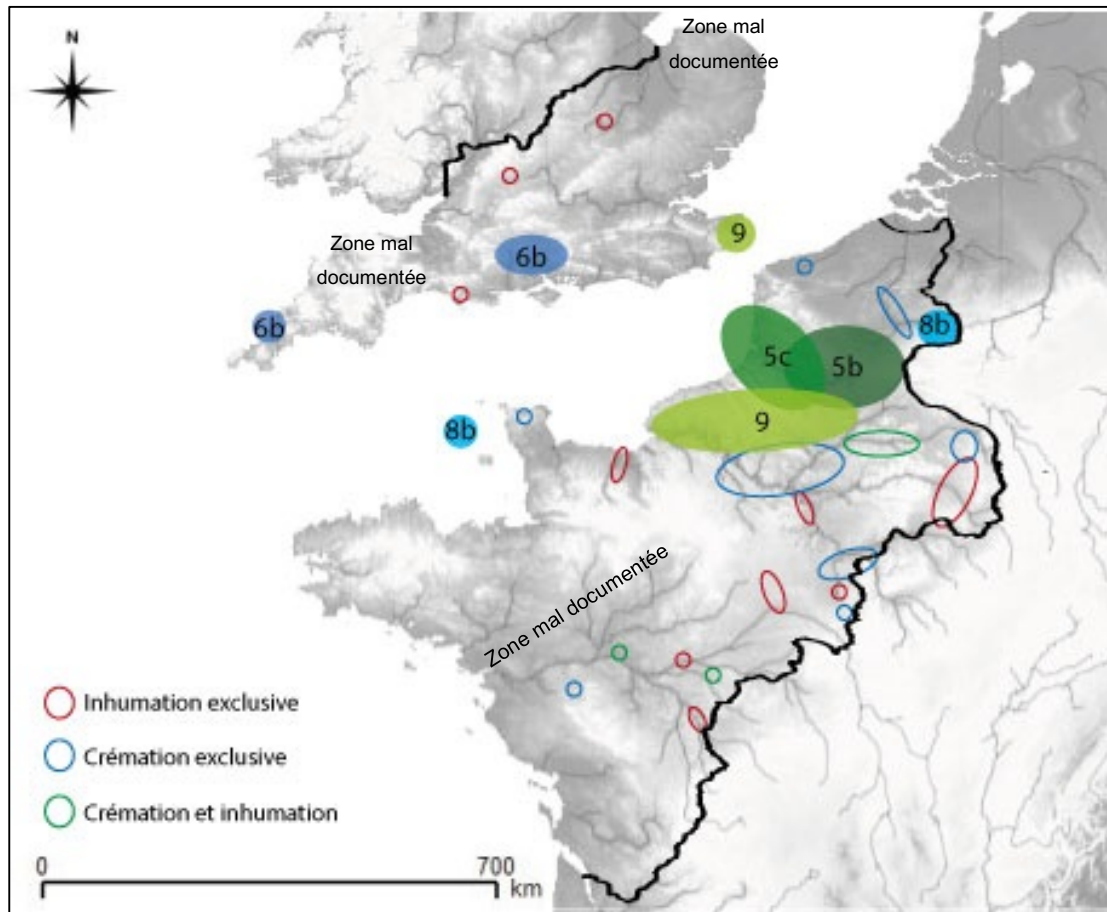 N
Zone mal
documentée
9
Zone mal
documentée
6b
6b
8b
5c
5b
9
8b
Zone mal documentée
Inhumation exclusive
Crémation exclusive
Crémation et inhumation
0
700
km